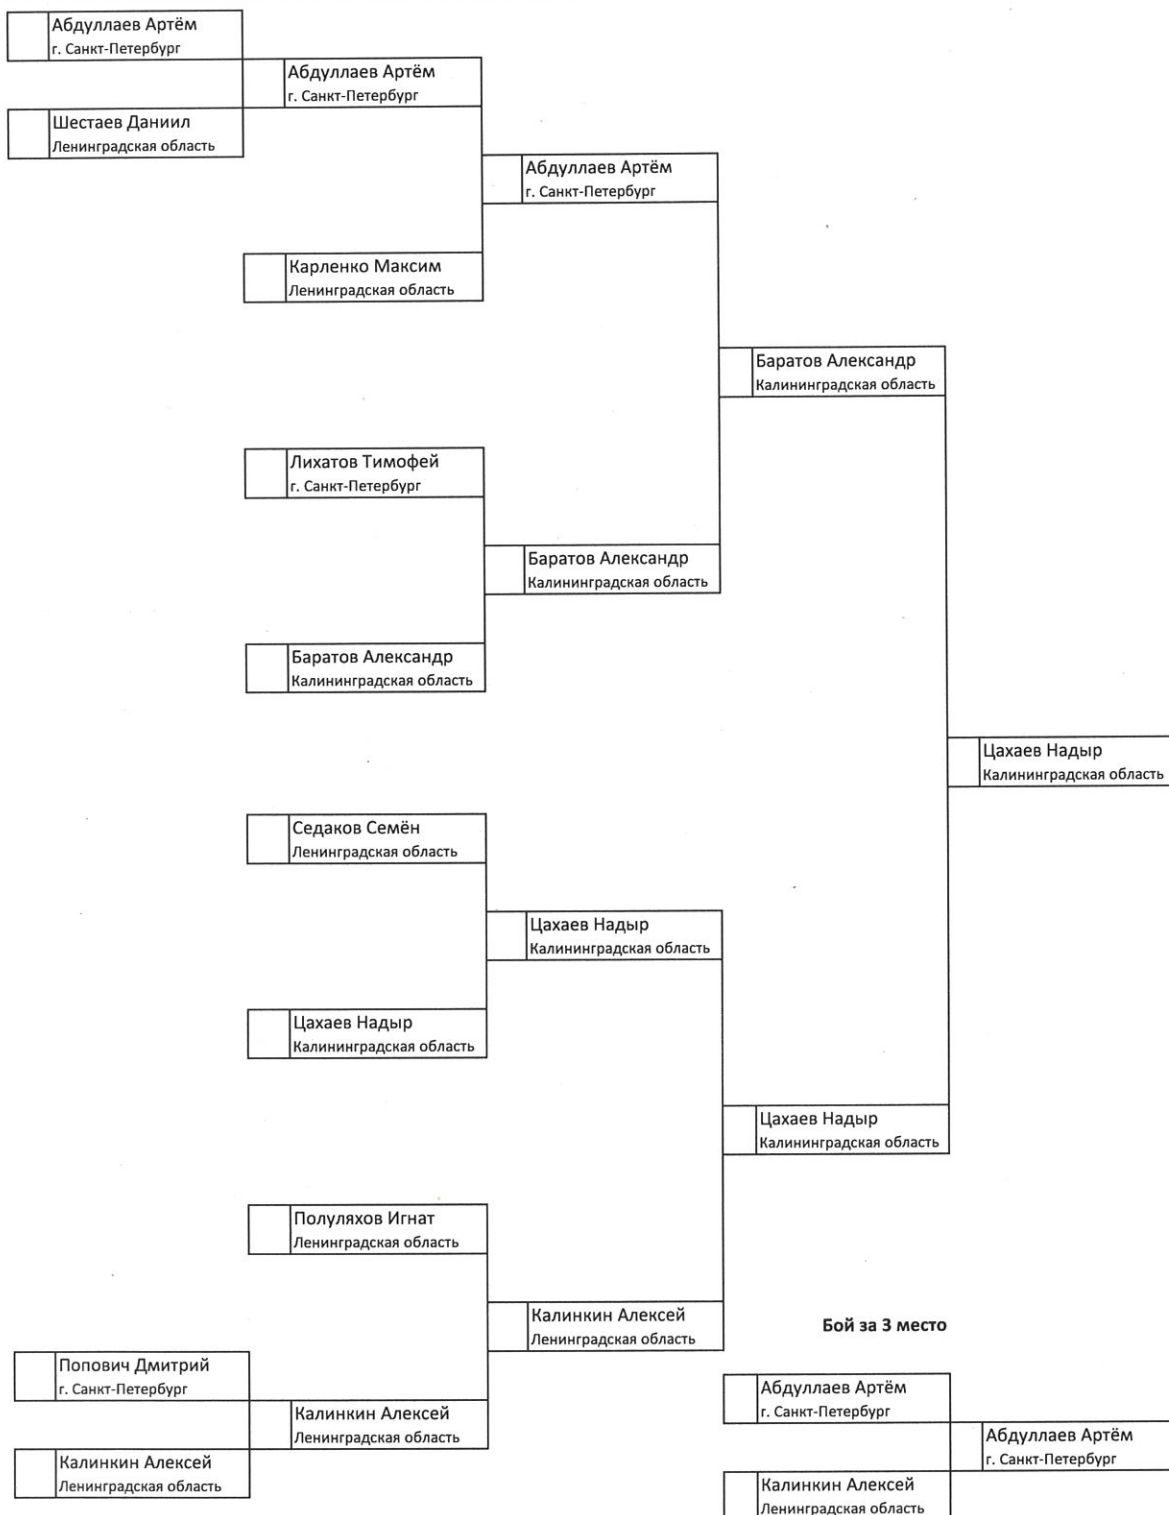 Абдуллаев Артём
г. Санкт-Петербург
Абдуллаев Артём
г. Санкт-Петербург
Шестаев Даниил
Ленинградская область
Абдуллаев Артём
г. Санкт-Петербург
Карленко Максим
Ленинградская область
Баратов Александр
Калининградская область
Лихатов Тимофей
г. Санкт-Петербург
Баратов Александр
Калининградская область
Баратов Александр
Калининградская область
Цахаев Надыр
Калининградская область
Седаков Семён
Ленинградская область
Цахаев Надыр
Калининградская область
Цахаев Надыр
Калининградская область
Цахаев Надыр
Калининградская область
Полуляхов Игнат
Ленинградская область
Калинкин Алексей
Ленинградская область
Бой за 3 место
Попович Дмитрий
г. Санкт-Петербург
Абдуллаев Артём
г. Санкт-Петербург
Калинкин Алексей
Ленинградская область
Абдуллаев Артём
г. Санкт-Петербург
Калинкин Алексей
Ленинградская область
Калинкин Алексей
Ленинградская область